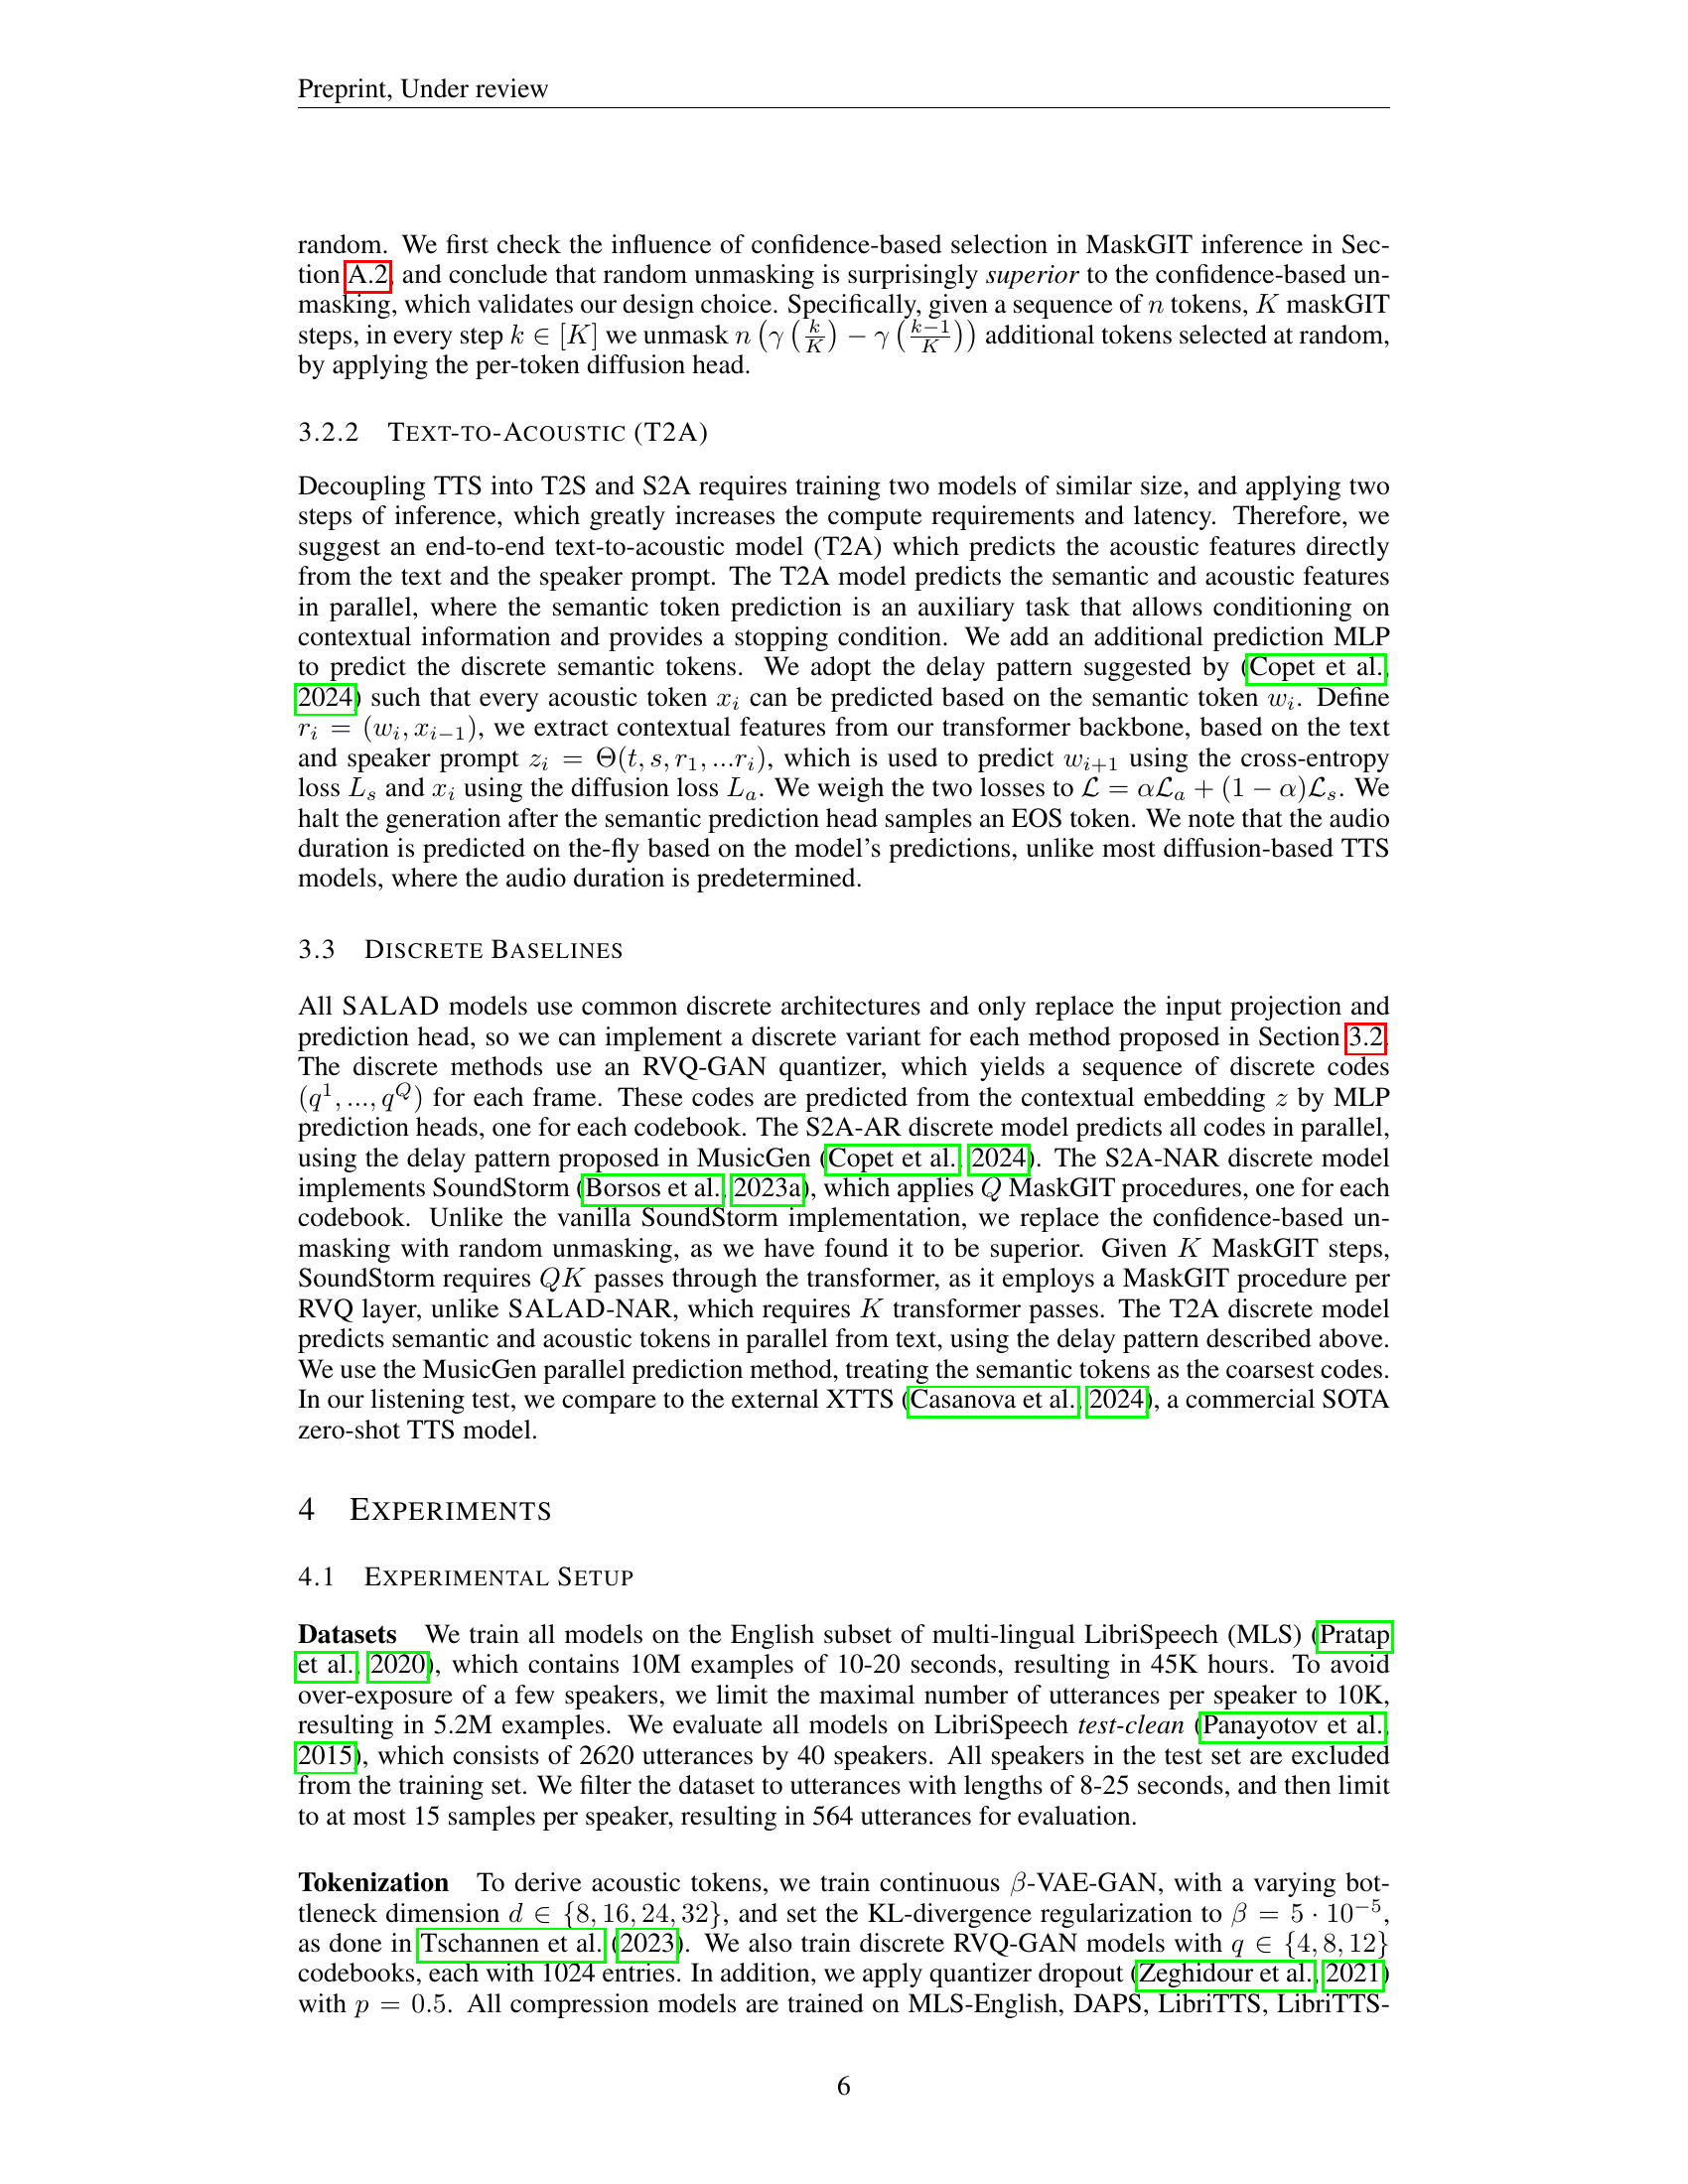 Preprint, Under review
random. We first check the influence of confidence-based selection in MaskGIT inference in Sec-
tion A.2, and conclude that random unmasking is surprisingly superior to the confidence-based un-
masking, which validates our design choice. Specifically, given a sequence of n tokens, K maskGIT
steps, in every step k ∈ [K] we unmask n (γ (k/K) − γ ((k−1)/K)) additional tokens selected at random,
by applying the per-token diffusion head.
3.2.2 TEXT-TO-ACOUSTIC (T2A)
Decoupling TTS into T2S and S2A requires training two models of similar size, and applying two
steps of inference, which greatly increases the compute requirements and latency. Therefore, we
suggest an end-to-end text-to-acoustic model (T2A) which predicts the acoustic features directly
from the text and the speaker prompt. The T2A model predicts the semantic and acoustic features
in parallel, where the semantic token prediction is an auxiliary task that allows conditioning on
contextual information and provides a stopping condition. We add an additional prediction MLP
to predict the discrete semantic tokens. We adopt the delay pattern suggested by (Copet et al.,
2024) such that every acoustic token x_i can be predicted based on the semantic token w_i. Define
r_i = (w_i, x_{i−1}), we extract contextual features from our transformer backbone, based on the text
and speaker prompt z_i = Θ(t, s, r_1, ...r_i), which is used to predict w_{i+1} using the cross-entropy
loss L_s and x_i using the diffusion loss L_a. We weigh the two losses to ℒ = αℒ_a + (1 − α)ℒ_s. We
halt the generation after the semantic prediction head samples an EOS token. We note that the audio
duration is predicted on the-fly based on the model's predictions, unlike most diffusion-based TTS
models, where the audio duration is predetermined.
3.3 DISCRETE BASELINES
All SALAD models use common discrete architectures and only replace the input projection and
prediction head, so we can implement a discrete variant for each method proposed in Section 3.2.
The discrete methods use an RVQ-GAN quantizer, which yields a sequence of discrete codes
(q^1, ..., q^Q) for each frame. These codes are predicted from the contextual embedding z by MLP
prediction heads, one for each codebook. The S2A-AR discrete model predicts all codes in parallel,
using the delay pattern proposed in MusicGen (Copet et al., 2024). The S2A-NAR discrete model
implements SoundStorm (Borsos et al., 2023a), which applies Q MaskGIT procedures, one for each
codebook. Unlike the vanilla SoundStorm implementation, we replace the confidence-based un-
masking with random unmasking, as we have found it to be superior. Given K MaskGIT steps,
SoundStorm requires QK passes through the transformer, as it employs a MaskGIT procedure per
RVQ layer, unlike SALAD-NAR, which requires K transformer passes. The T2A discrete model
predicts semantic and acoustic tokens in parallel from text, using the delay pattern described above.
We use the MusicGen parallel prediction method, treating the semantic tokens as the coarsest codes.
In our listening test, we compare to the external XTTS (Casanova et al., 2024), a commercial SOTA
zero-shot TTS model.
4 EXPERIMENTS
4.1 EXPERIMENTAL SETUP
Datasets We train all models on the English subset of multi-lingual LibriSpeech (MLS) (Pratap
et al., 2020), which contains 10M examples of 10-20 seconds, resulting in 45K hours. To avoid
over-exposure of a few speakers, we limit the maximal number of utterances per speaker to 10K,
resulting in 5.2M examples. We evaluate all models on LibriSpeech test-clean (Panayotov et al.,
2015), which consists of 2620 utterances by 40 speakers. All speakers in the test set are excluded
from the training set. We filter the dataset to utterances with lengths of 8-25 seconds, and then limit
to at most 15 samples per speaker, resulting in 564 utterances for evaluation.
Tokenization To derive acoustic tokens, we train continuous β-VAE-GAN, with a varying bot-
tleneck dimension d ∈ {8, 16, 24, 32}, and set the KL-divergence regularization to β = 5 · 10^{−5},
as done in Tschannen et al. (2023). We also train discrete RVQ-GAN models with q ∈ {4, 8, 12}
codebooks, each with 1024 entries. In addition, we apply quantizer dropout (Zeghidour et al., 2021)
with p = 0.5. All compression models are trained on MLS-English, DAPS, LibriTTS, LibriTTS-
6